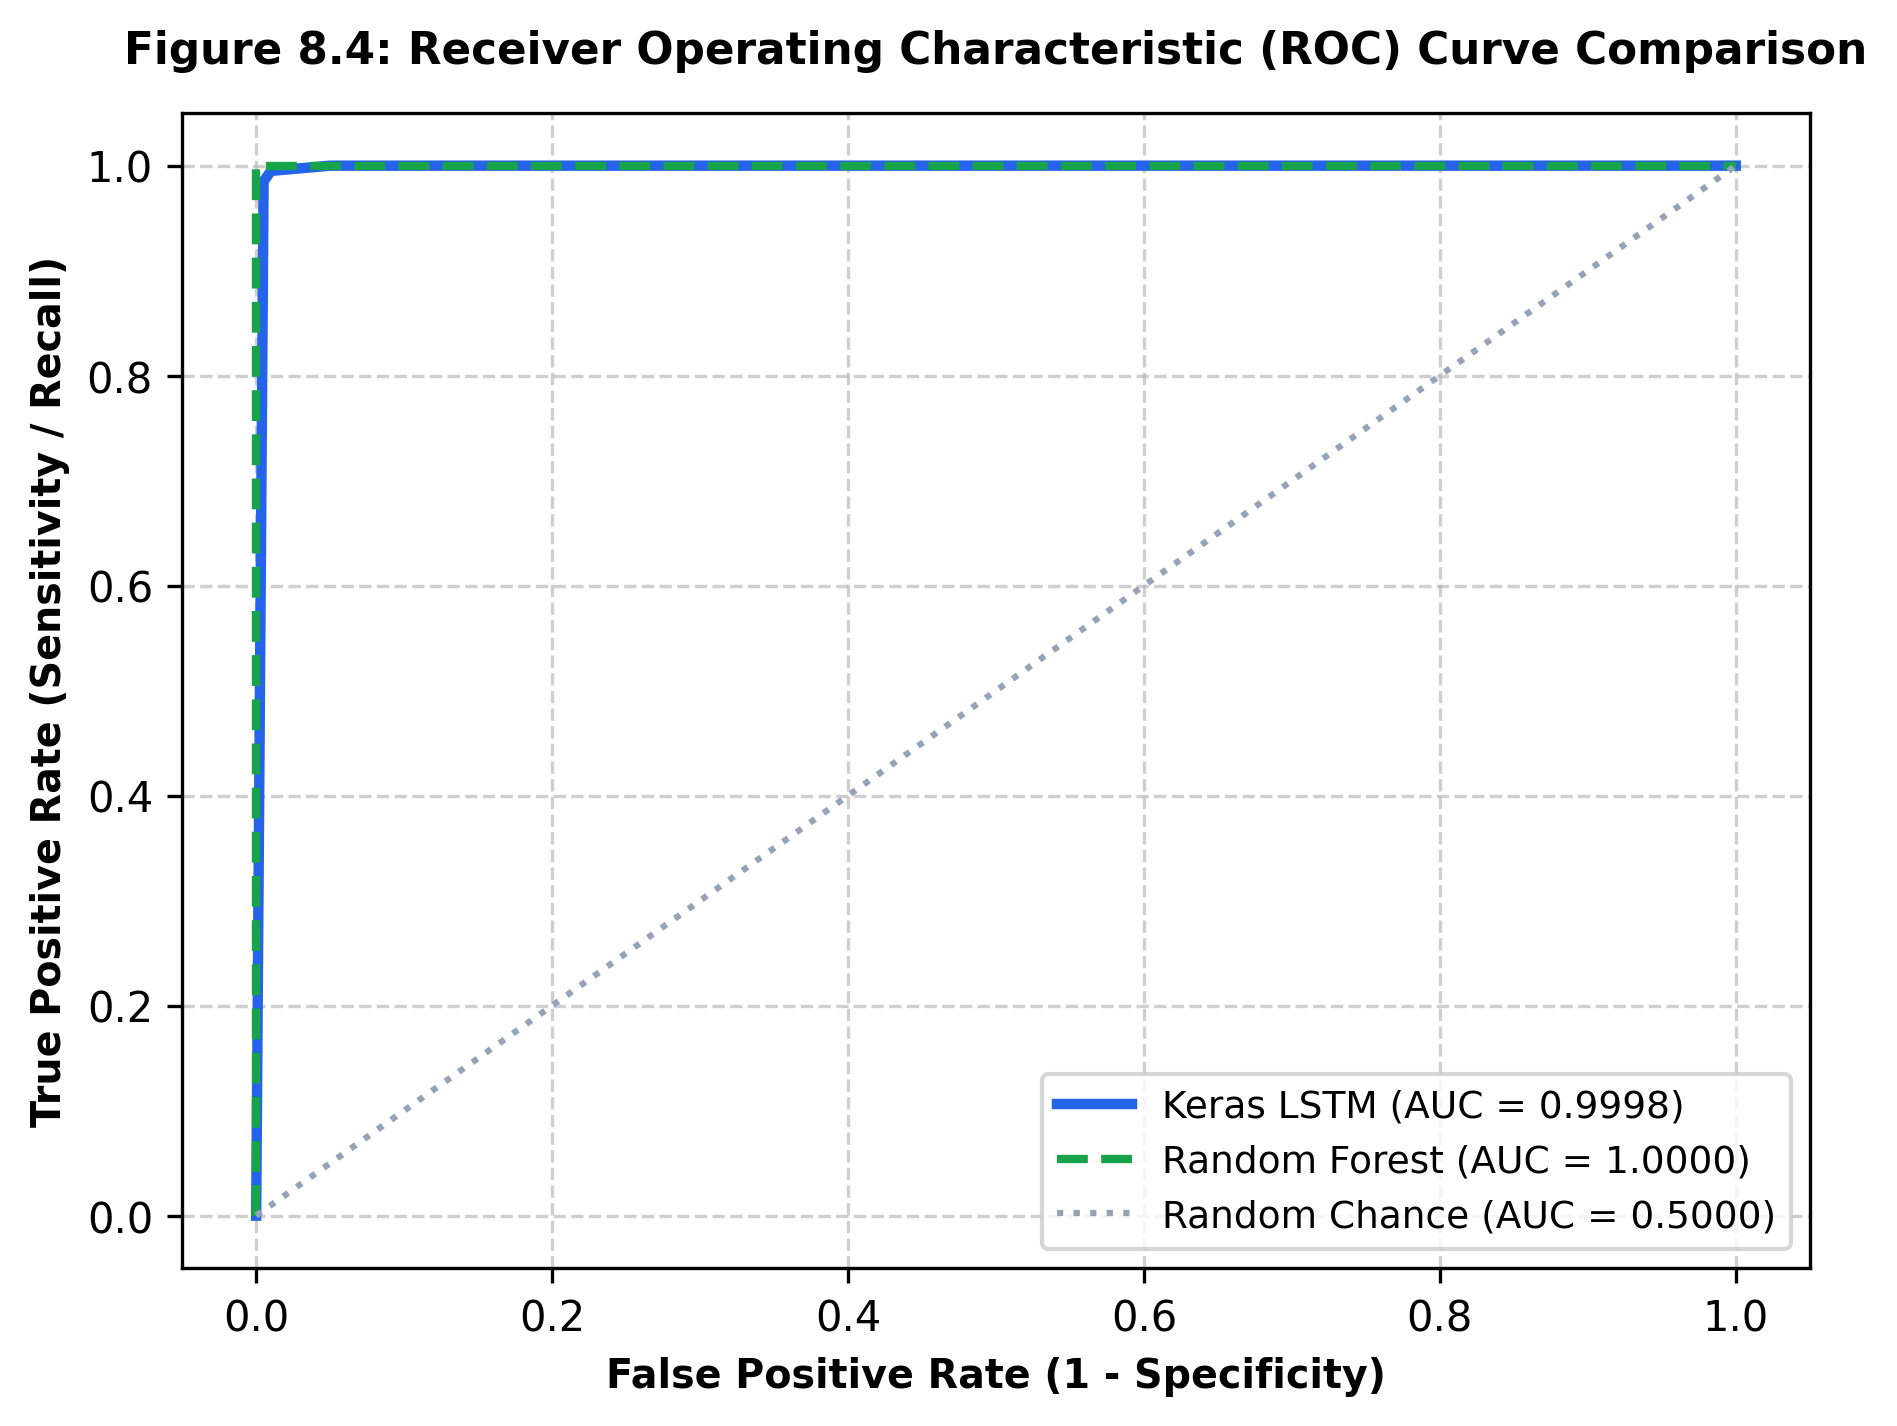 Figure 8.4: Receiver Operating Characteristic (ROC) Curve Comparison
True Positive Rate (Sensitivity / Recall)
1.0
0.8
0.6
0.4
0.2
0.0
Keras LSTM (AUC = 0.9998)
Random Forest (AUC = 1.0000)
Random Chance (AUC = 0.5000)
0.0 0.2 0.4 0.6 0.8 1.0
False Positive Rate (1 - Specificity)